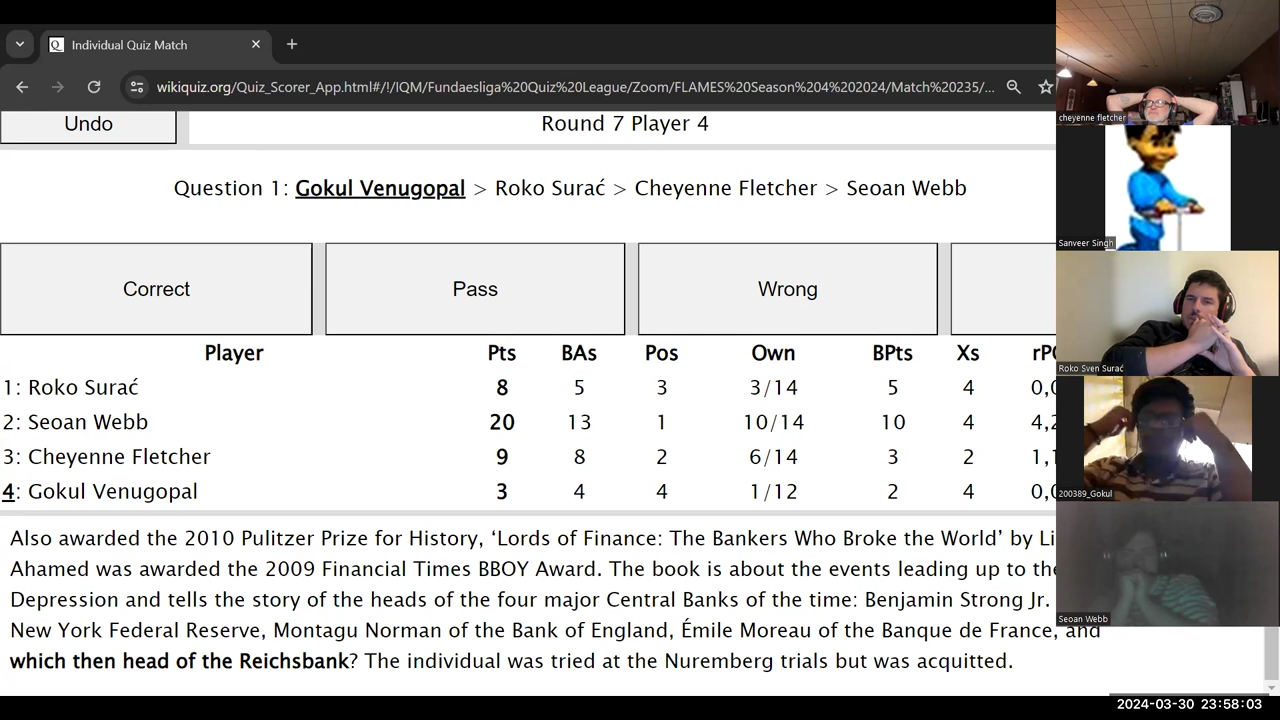 Individual Quiz Match
wikiquiz.org/Quiz_Scorer_App.html#/!/IQM/Fundaesliga%20Quiz%20League/Zoom/FLAMES%20Season%204%202024/Match%20235/...
Undo
Round 7 Player 4
Question 1: Gokul Venugopal > Roko Surać > Cheyenne Fletcher > Seoan Webb
Correct Pass Wrong
Player Pts BAs Pos Own BPts Xs
1: Roko Surać 8 5 3 3/14 5 4
2: Seoan Webb 20 13 1 10/14 10 4
3: Cheyenne Fletcher 9 8 2 6/14 3 2
4: Gokul Venugopal 3 4 4 1/12 2 4
Also awarded the 2010 Pulitzer Prize for History, ‘Lords of Finance: The Bankers Who Broke the World’ by
Ahamed was awarded the 2009 Financial Times BBOY Award. The book is about the events leading up to the
Depression and tells the story of the heads of the four major Central Banks of the time: Benjamin Strong Jr.
New York Federal Reserve, Montagu Norman of the Bank of England, Émile Moreau of the Banque de France, and
which then head of the Reichsbank? The individual was tried at the Nuremberg trials but was acquitted.
cheyenne fletcher
Sanveer Singh
Roko Sven Surać
200389_Gokul
Seoan Webb
2024-03-30 23:58:03